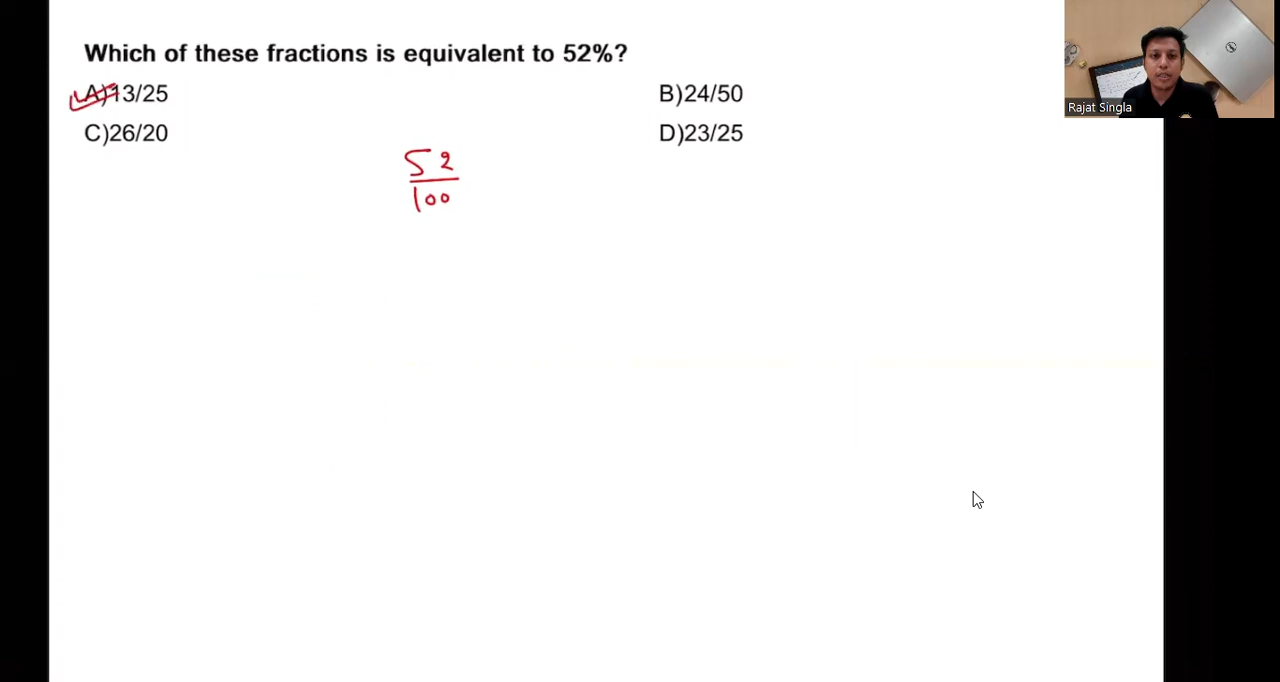 Which of these fractions is equivalent to 52%?
A)13/25
B)24/50
C)26/20
D)23/25
52
100
Rajat Singla